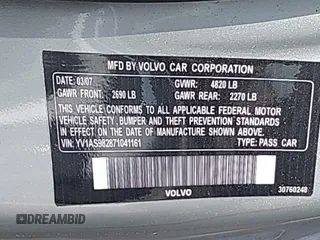 MFD BY VOLVO CAR CORPORATION
DATE: 03/07 GVWR: 4820 LB
GAWR FRONT: 2690 LB GAWR REAR: 2270 LB
THIS VEHICLE CONFORMS TO ALL APPLICABLE FEDERAL MOTOR
VEHICLE SAFETY, BUMPER AND THEFT PREVENTION STANDARDS
IN EFFECT ON THE DATE OF MANUFACTURE SHOWN ABOVE.
VIN: YV1AS982871041161 TYPE: PASS CAR
VOLVO 30760248
DREAMBID